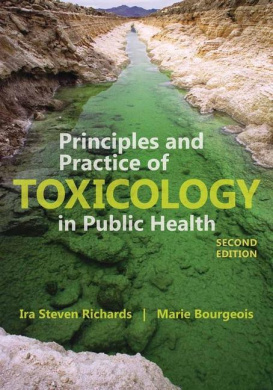 Principles and
Practice of
TOXICOLOGY
in Public Health
SECOND
EDITION
Ira Steven Richards | Marie Bourgeois